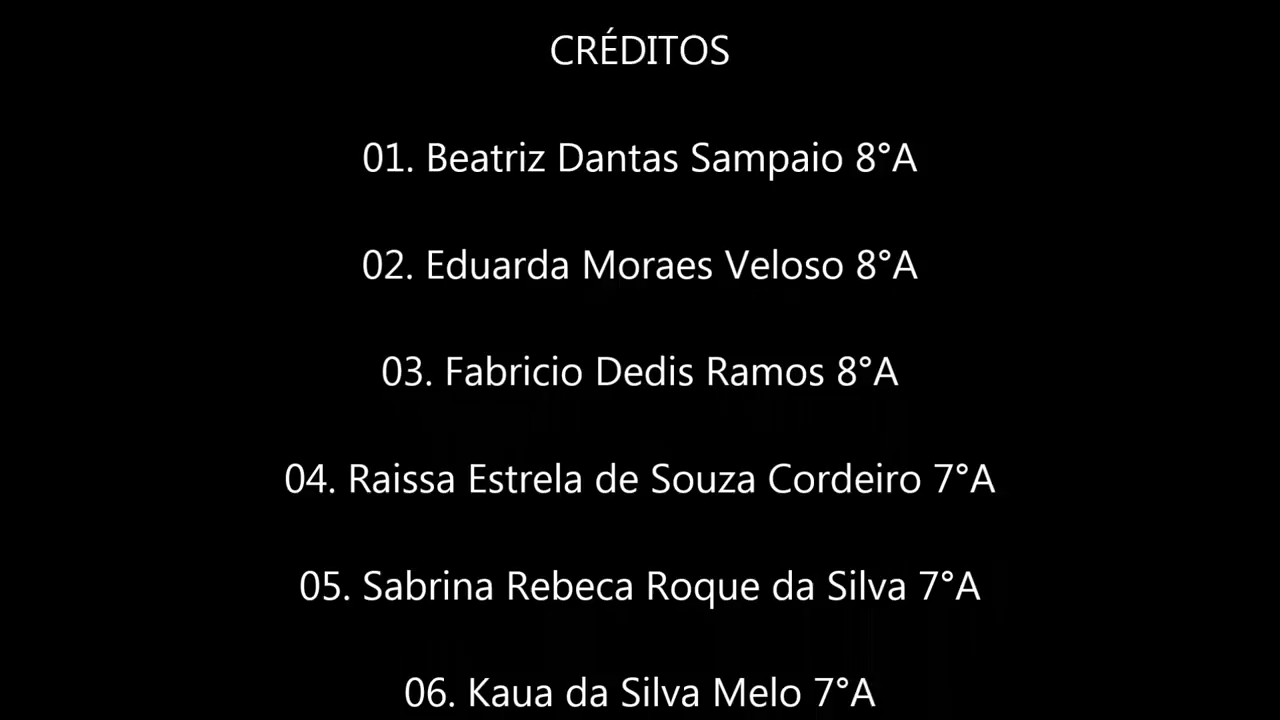 CRÉDITOS
01. Beatriz Dantas Sampaio 8°A
02. Eduarda Moraes Veloso 8°A
03. Fabricio Dedis Ramos 8°A
04. Raissa Estrela de Souza Cordeiro 7°A
05. Sabrina Rebeca Roque da Silva 7°A
06. Kaua da Silva Melo 7°A